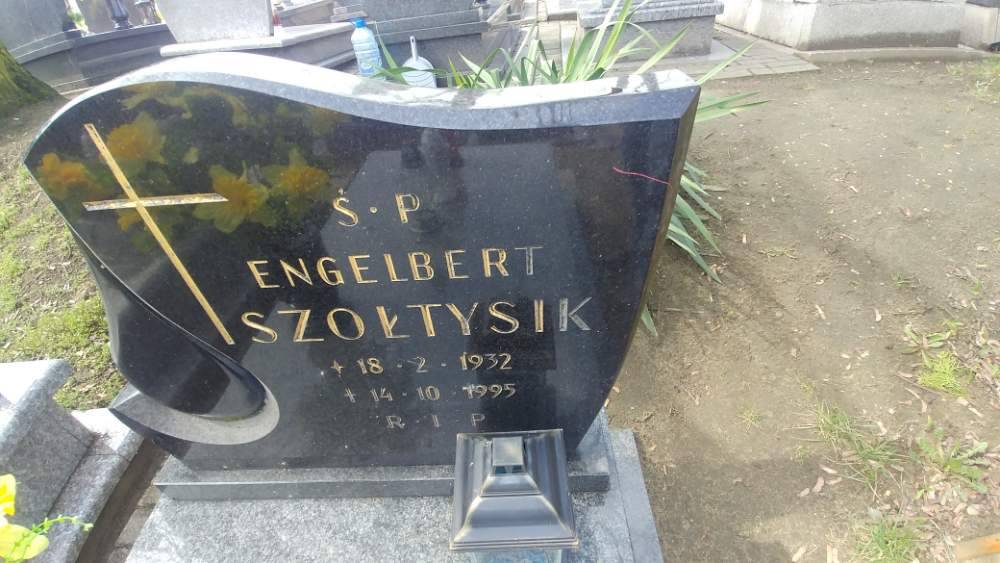 Ś. P
ENGELBERT
SZOŁTYSIK
+ 18 · 2 · 1932
+ 14 · 10 · 1995
R · I · P